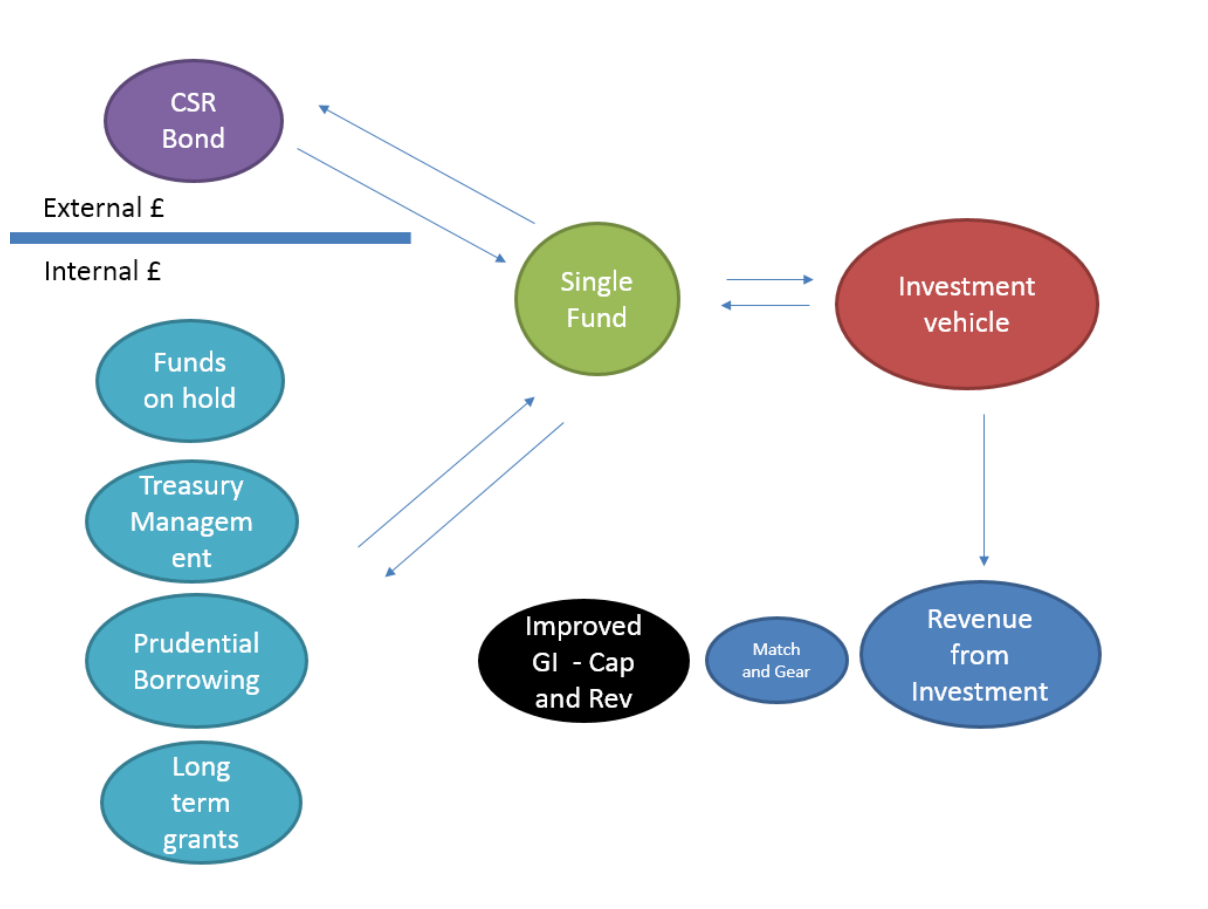 CSR
Bond
External £
Internal £
Funds
on hold
Treasury
Managem
ent
Prudential
Borrowing
Long
term
grants
Single
Fund
Investment
vehicle
Improved
GI  - Cap
and Rev
Match
and Gear
Revenue
from
Investment